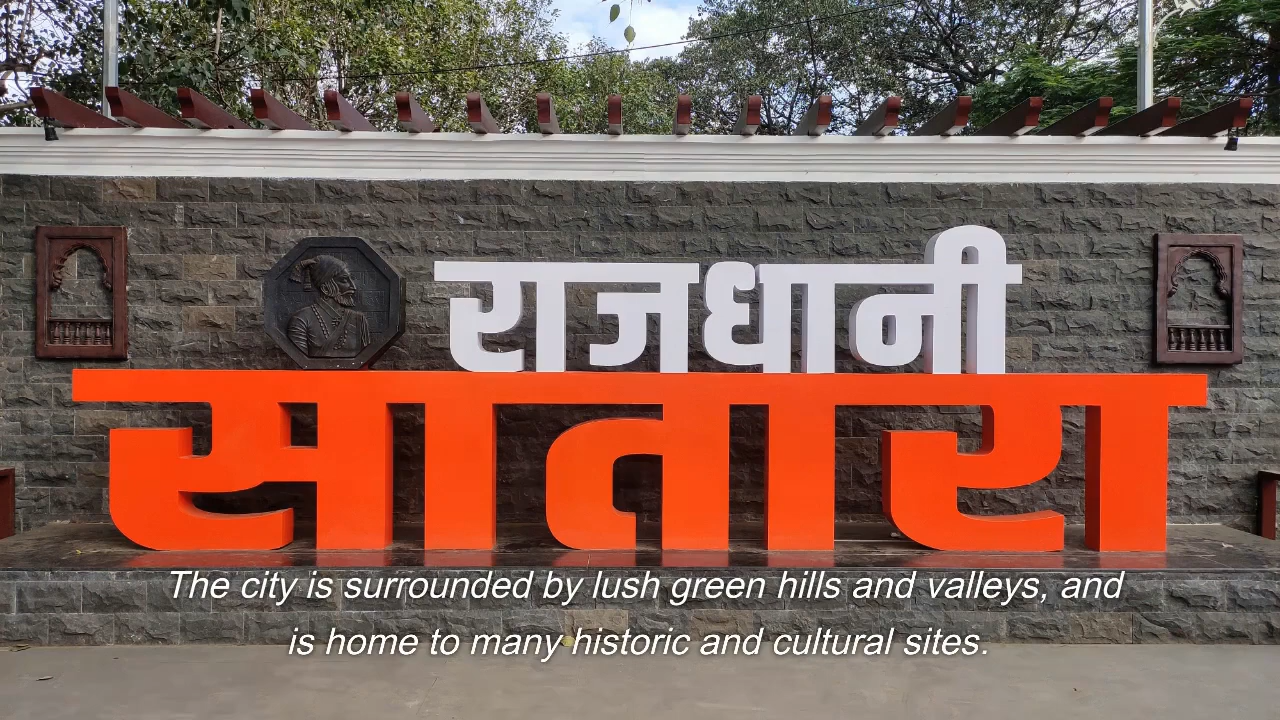 राजधानी
सातारा
The city is surrounded by lush green hills and valleys, and
is home to many historic and cultural sites.